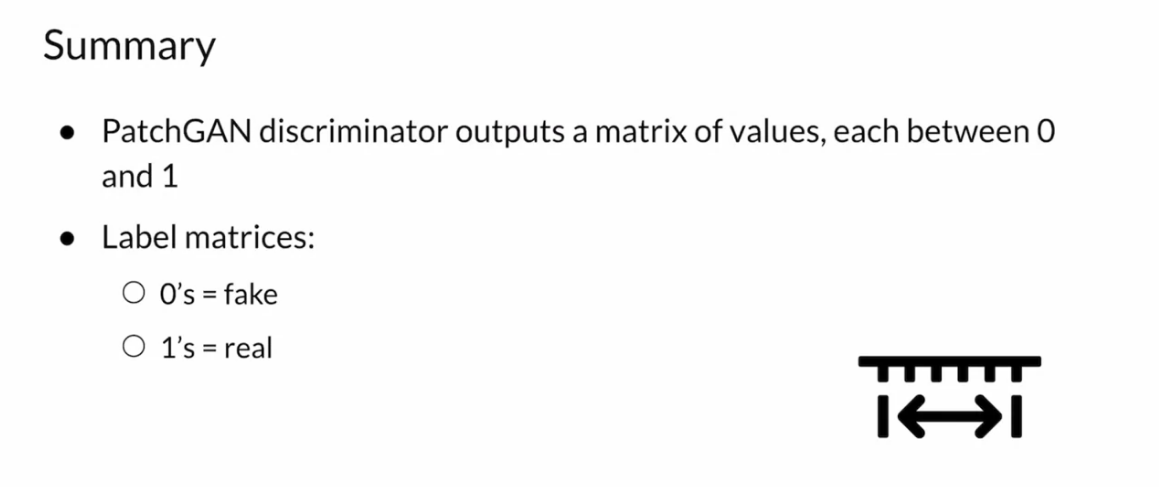 Summary
● PatchGAN discriminator outputs a matrix of values, each between 0
and 1
● Label matrices:
○ 0’s = fake
○ 1’s = real